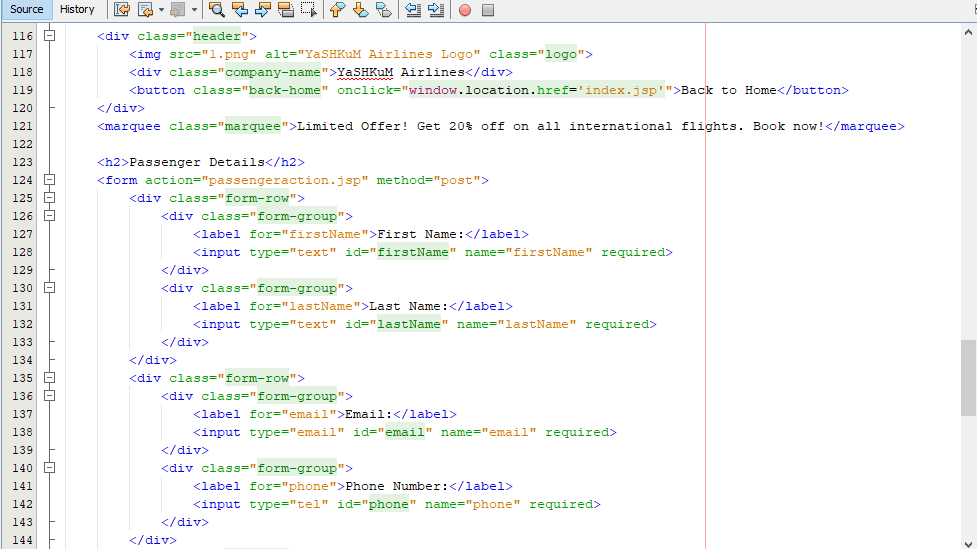 Source History
116 <div class="header">
117 <img src="1.png" alt="YaSHKuM Airlines Logo" class="logo">
118 <div class="company-name">YaSHKuM Airlines</div>
119 <button class="back-home" onclick="window.location.href='index.jsp'">Back to Home</button>
120 </div>
121 <marquee class="marquee">Limited Offer! Get 20% off on all international flights. Book now!</marquee>
122
123 <h2>Passenger Details</h2>
124 <form action="passengeraction.jsp" method="post">
125 <div class="form-row">
126 <div class="form-group">
127 <label for="firstName">First Name:</label>
128 <input type="text" id="firstName" name="firstName" required>
129 </div>
130 <div class="form-group">
131 <label for="lastName">Last Name:</label>
132 <input type="text" id="lastName" name="lastName" required>
133 </div>
134 </div>
135 <div class="form-row">
136 <div class="form-group">
137 <label for="email">Email:</label>
138 <input type="email" id="email" name="email" required>
139 </div>
140 <div class="form-group">
141 <label for="phone">Phone Number:</label>
142 <input type="tel" id="phone" name="phone" required>
143 </div>
144 </div>